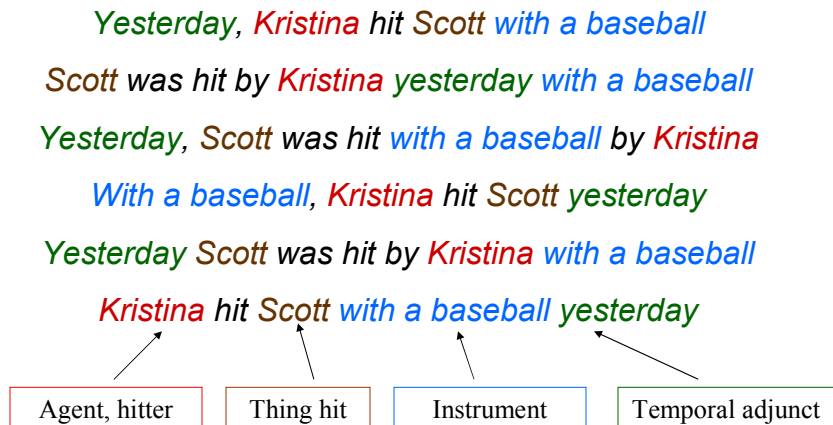 Yesterday, Kristina hit Scott with a baseball
Scott was hit by Kristina yesterday with a baseball
Yesterday, Scott was hit with a baseball by Kristina
With a baseball, Kristina hit Scott yesterday
Yesterday Scott was hit by Kristina with a baseball
Kristina hit Scott with a baseball yesterday
Agent, hitter Thing hit Instrument Temporal adjunct